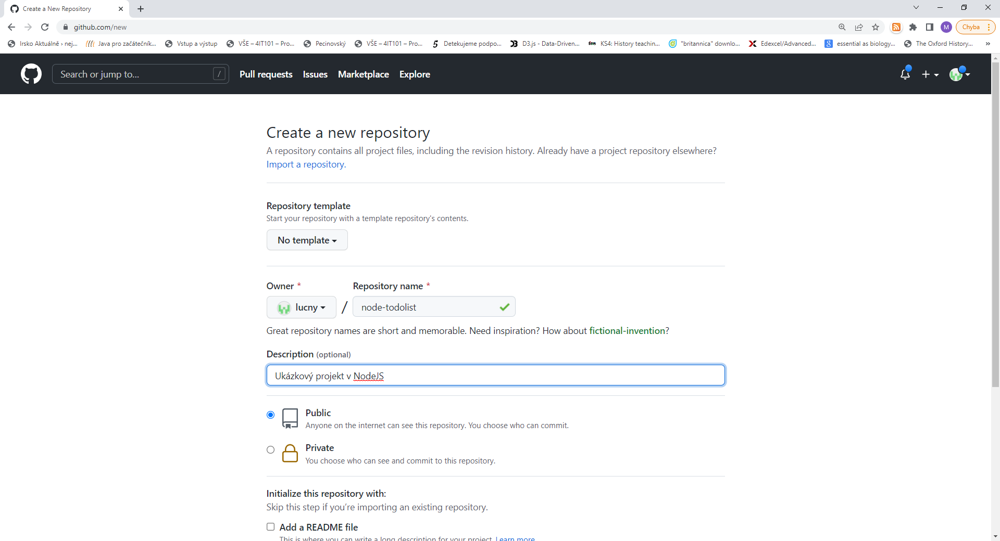 Create a New Repository
github.com/new
M
Chyba
Irsko Aktuálně › nej...
Java pro začátečník...
Vstup a výstup
VŠE – 4IT101 – Pro...
Pecinovský
VŠE – 4IT101 – Pro...
Detekujeme podpo...
D3.js - Data-Driven...
tes
KS4: History teachin...
"britannica" downlo...
Edexcel/Advanced...
essential as biology...
The Oxford History...
»
Search or jump to...
/
Pull requests
Issues
Marketplace
Explore
Create a new repository
A repository contains all project files, including the revision history. Already have a project repository elsewhere?
Import a repository.
Repository template
Start your repository with a template repository's contents.
No template
Owner *
Repository name *
lucny
/
node-todolist
Great repository names are short and memorable. Need inspiration? How about fictional-invention?
Description (optional)
Ukázkový projekt v NodeJS
Public
Anyone on the internet can see this repository. You choose who can commit.
Private
You choose who can see and commit to this repository.
Initialize this repository with:
Skip this step if you’re importing an existing repository.
Add a README file
This is where you can write a long description for your project. Learn more.